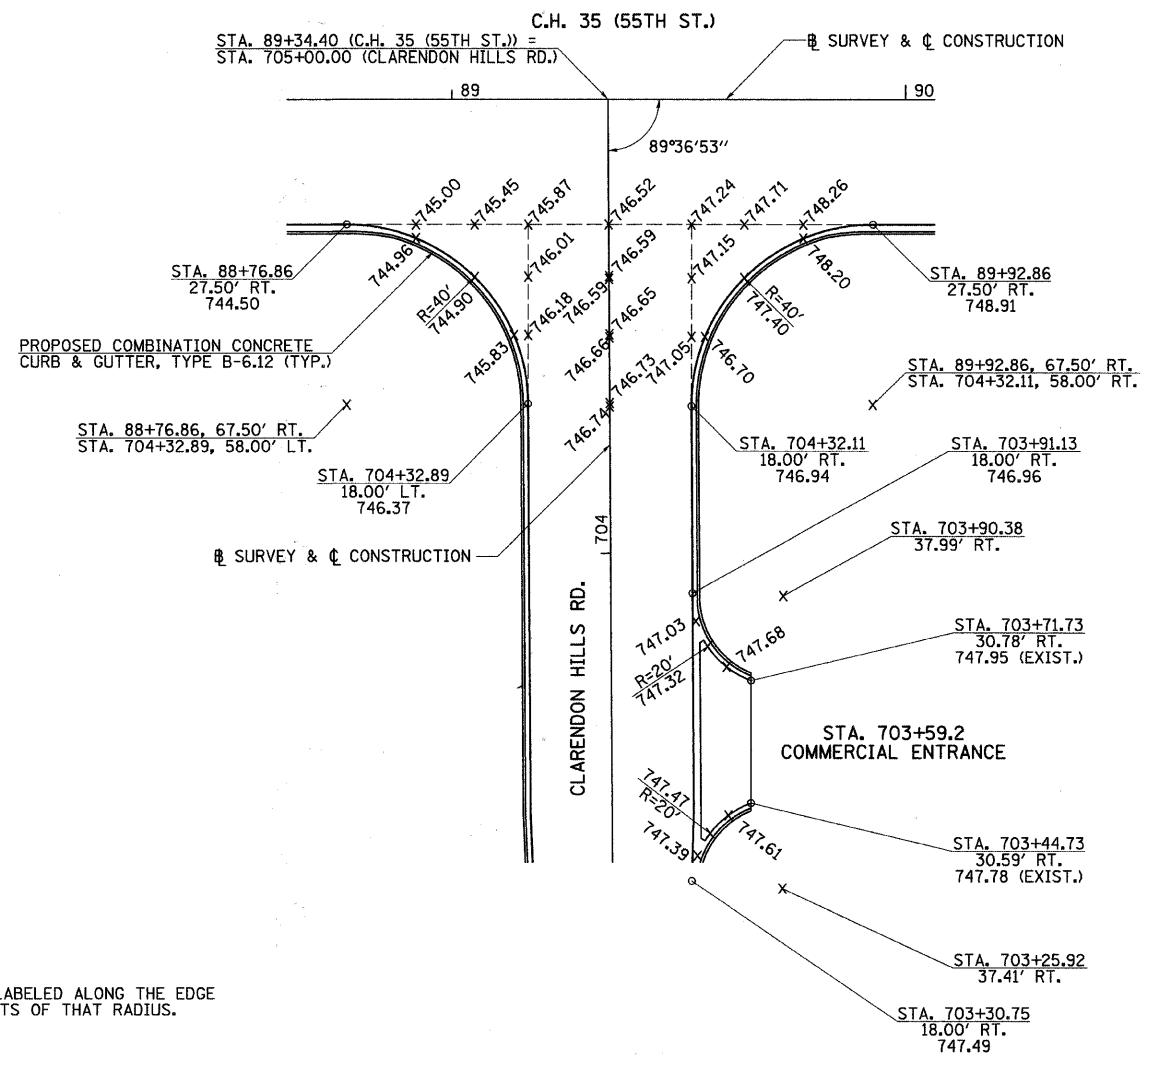 C.H. 35 (55TH ST.)
STA. 89+34.40 (C.H. 35 (55TH ST.)) =
STA. 705+00.00 (CLARENDON HILLS RD.)
℄ SURVEY & ℄ CONSTRUCTION
89
90
89°36'53"
745.00
745.45
745.87
746.52
747.24
747.71
748.26
744.96
746.01
746.59
747.15
748.20
STA. 88+76.86
27.50' RT.
744.50
R=40'
744.90
746.18
746.59
746.65
R=40'
747.40
STA. 89+92.86
27.50' RT.
748.91
PROPOSED COMBINATION CONCRETE
CURB & GUTTER, TYPE B-6.12 (TYP.)
745.83
746.66
746.73
747.05
746.70
STA. 89+92.86, 67.50' RT.
STA. 704+32.11, 58.00' RT.
STA. 88+76.86, 67.50' RT.
STA. 704+32.89, 58.00' LT.
746.74
STA. 704+32.89
18.00' LT.
746.37
STA. 704+32.11
18.00' RT.
746.94
STA. 703+91.13
18.00' RT.
746.96
704
℄ SURVEY & ℄ CONSTRUCTION
STA. 703+90.38
37.99' RT.
CLARENDON HILLS RD.
747.03
747.68
R=20'
747.32
STA. 703+71.73
30.78' RT.
747.95 (EXIST.)
STA. 703+59.2
COMMERCIAL ENTRANCE
747.47
R=20'
747.39
747.61
STA. 703+44.73
30.59' RT.
747.78 (EXIST.)
STA. 703+25.92
37.41' RT.
LABELED ALONG THE EDGE
TS OF THAT RADIUS.
STA. 703+30.75
18.00' RT.
747.49